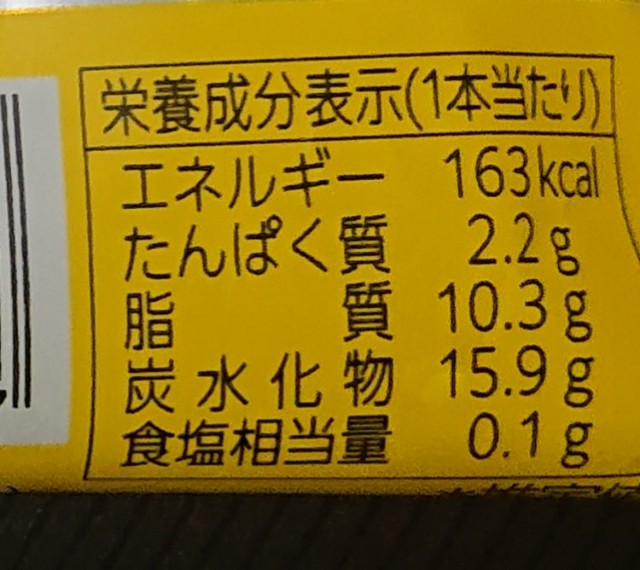 栄養成分表示(1本当たり)
エネルギー 163kcal
たんぱく質 2.2g
脂質 10.3g
炭水化物 15.9g
食塩相当量 0.1g